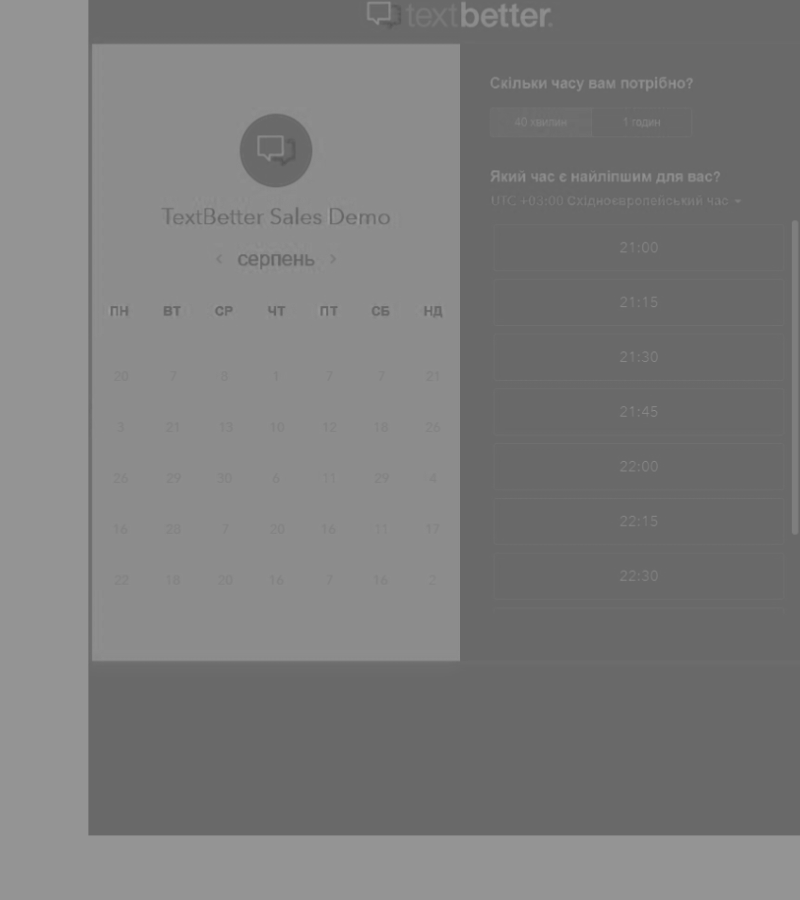 textbetter.
TextBetter Sales Demo
серпень
ПН ВТ СР ЧТ ПТ СБ НД
20 7 1 7 7 21
3 21 13 10 12 18 26
26 29 30 6 11 29 4
16 28 7 20 16 11 17
22 18 20 16 7 16 2
Скільки часу вам потрібно?
40 хвилин 1 годин
Який час є найліпшим для вас?
UTC +03:00 Східноєвропейський час
21:00
21:15
21:30
21:45
22:00
22:15
22:30